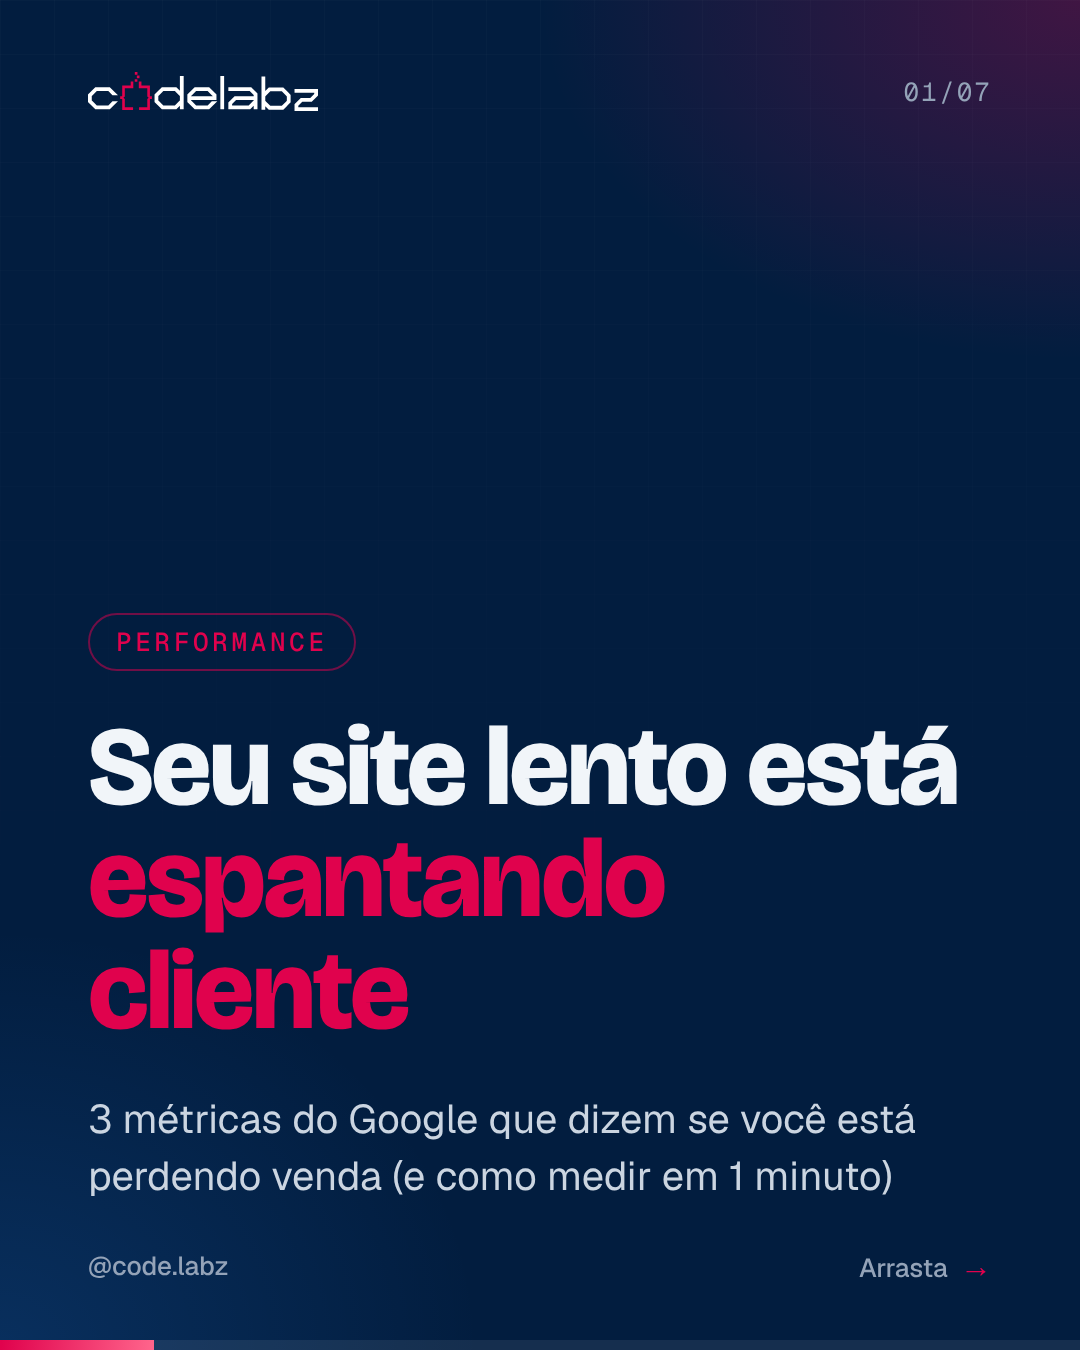 codelabz
01/07
PERFORMANCE
Seu site lento está
espantando
cliente
3 métricas do Google que dizem se você está
perdendo venda (e como medir em 1 minuto)
@code.labz
Arrasta →